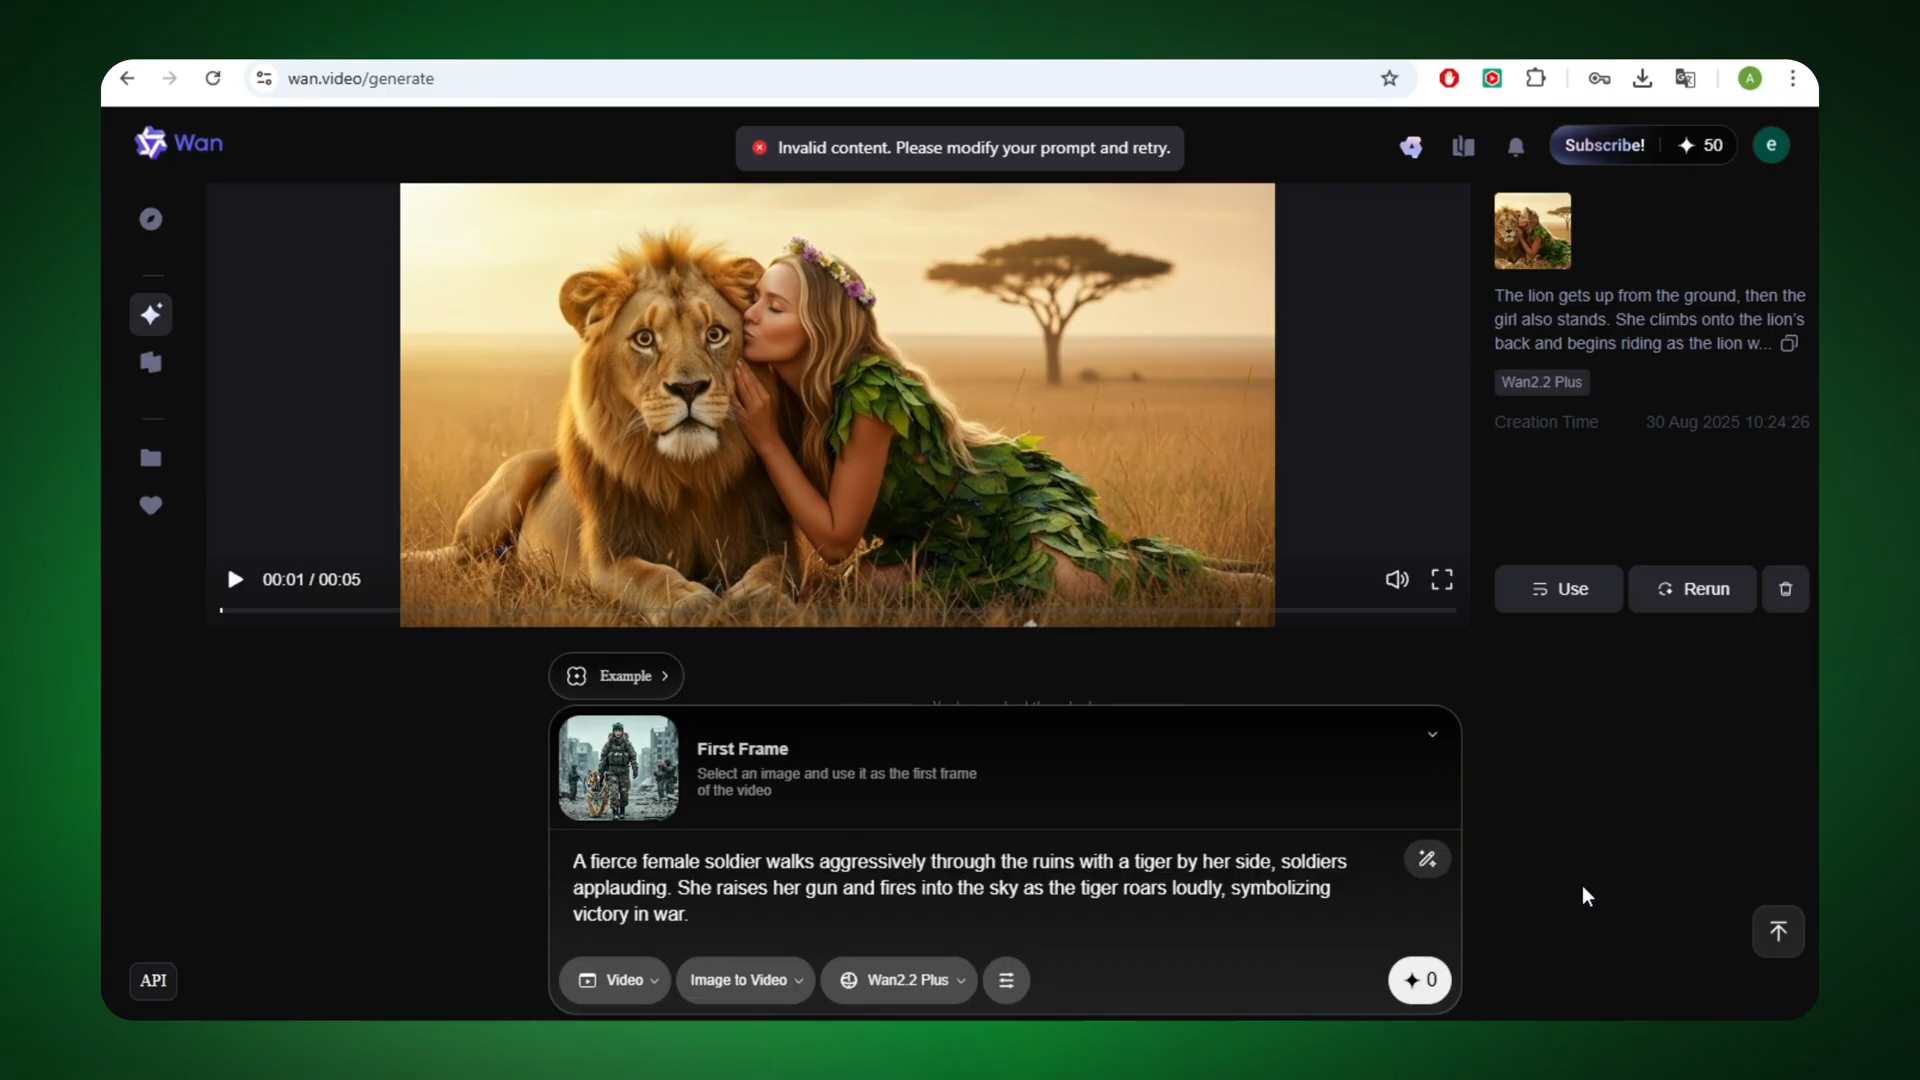 wan.video/generate
A
Wan
Invalid content. Please modify your prompt and retry.
Subscribe!
50
e
The lion gets up from the ground, then the
girl also stands. She climbs onto the lion's
back and begins riding as the lion w...
Wan2.2 Plus
Creation Time
30 Aug 2025 10:24:26
00:01 / 00:05
Use
Rerun
Example
First Frame
Select an image and use it as the first frame
of the video
A fierce female soldier walks aggressively through the ruins with a tiger by her side, soldiers
applauding. She raises her gun and fires into the sky as the tiger roars loudly, symbolizing
victory in war.
API
Video
Image to Video
Wan2.2 Plus
0